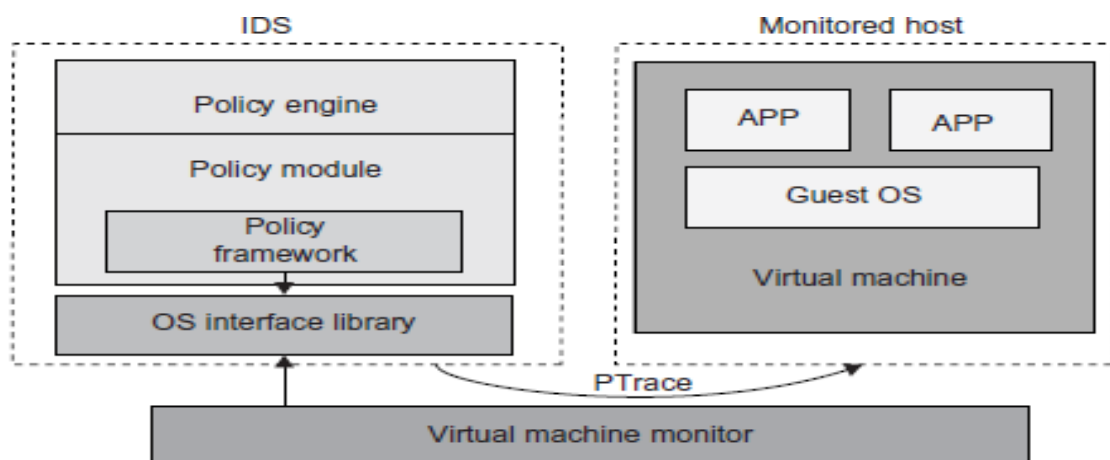 IDS
Monitored host
Policy engine
Policy module
Policy
framework
OS interface library
APP
APP
Guest OS
Virtual machine
PTrace
Virtual machine monitor